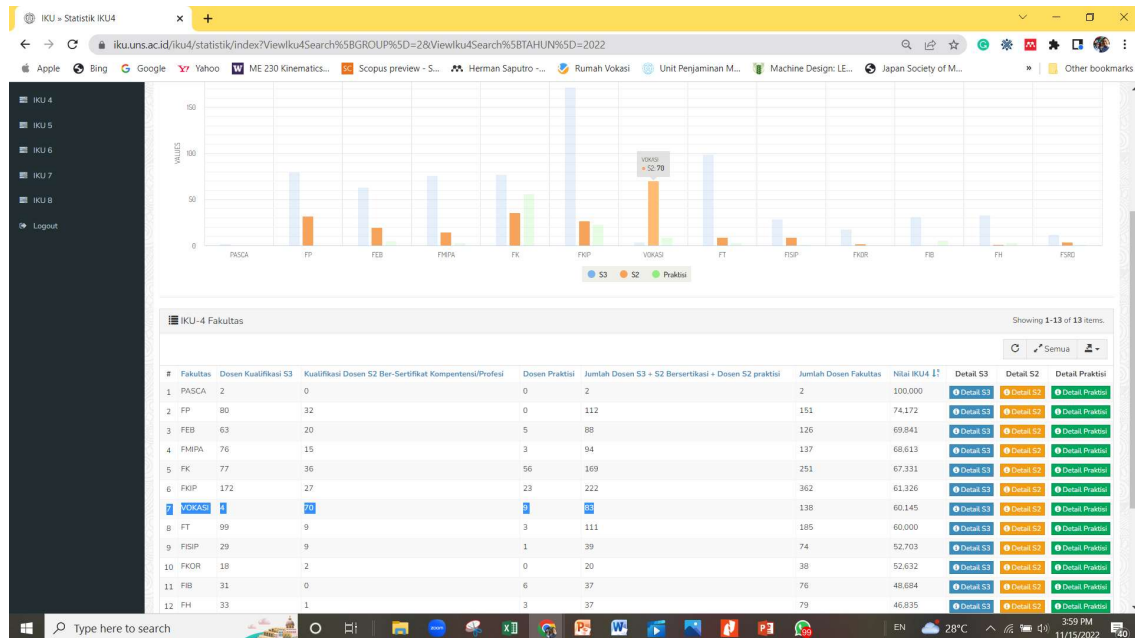 IKU » Statistik IKU4
iku.uns.ac.id/iku4/statistik/index?ViewIku4Search%5BGROUP%5D=2&ViewIku4Search%5BTAHUN%5D=2022
Apple Bing Google Yahoo ME 230 Kinematics... Scopus preview - S... Herman Saputro -... Rumah Vokasi Unit Penjaminan M... Machine Design: LE... Japan Society of M... » Other bookmarks
IKU 4
IKU 5
IKU 6
IKU 7
IKU 8
Logout
150
100
50
0
VALUES
VOKASI
S2: 70
PASCA FP FEB FMIPA FK FKIP VOKASI FT FISIP FKOR FIB FH FSRD
S3 S2 Praktisi
IKU-4 Fakultas Showing 1-13 of 13 items.
Semua
# Fakultas Dosen Kualifikasi S3 Kualifikasi Dosen S2 Ber-Sertifikat Kompentensi/Profesi Dosen Praktisi Jumlah Dosen S3 + S2 Bersertikasi + Dosen S2 praktisi Jumlah Dosen Fakultas Nilai IKU4 Detail S3 Detail S2 Detail Praktisi
1 PASCA 2 0 0 2 2 100,000 Detail S3 Detail S2 Detail Praktisi
2 FP 80 32 0 112 151 74,172 Detail S3 Detail S2 Detail Praktisi
3 FEB 63 20 5 88 126 69,841 Detail S3 Detail S2 Detail Praktisi
4 FMIPA 76 15 3 94 137 68,613 Detail S3 Detail S2 Detail Praktisi
5 FK 77 36 56 169 251 67,331 Detail S3 Detail S2 Detail Praktisi
6 FKIP 172 27 23 222 362 61,326 Detail S3 Detail S2 Detail Praktisi
7 VOKASI 4 70 9 83 138 60,145 Detail S3 Detail S2 Detail Praktisi
8 FT 99 9 3 111 185 60,000 Detail S3 Detail S2 Detail Praktisi
9 FISIP 29 9 1 39 74 52,703 Detail S3 Detail S2 Detail Praktisi
10 FKOR 18 2 0 20 38 52,632 Detail S3 Detail S2 Detail Praktisi
11 FIB 31 0 6 37 76 48,684 Detail S3 Detail S2 Detail Praktisi
12 FH 33 1 3 37 79 46,835 Detail S3 Detail S2 Detail Praktisi
Type here to search
EN 28°C 3:59 PM
11/15/2022